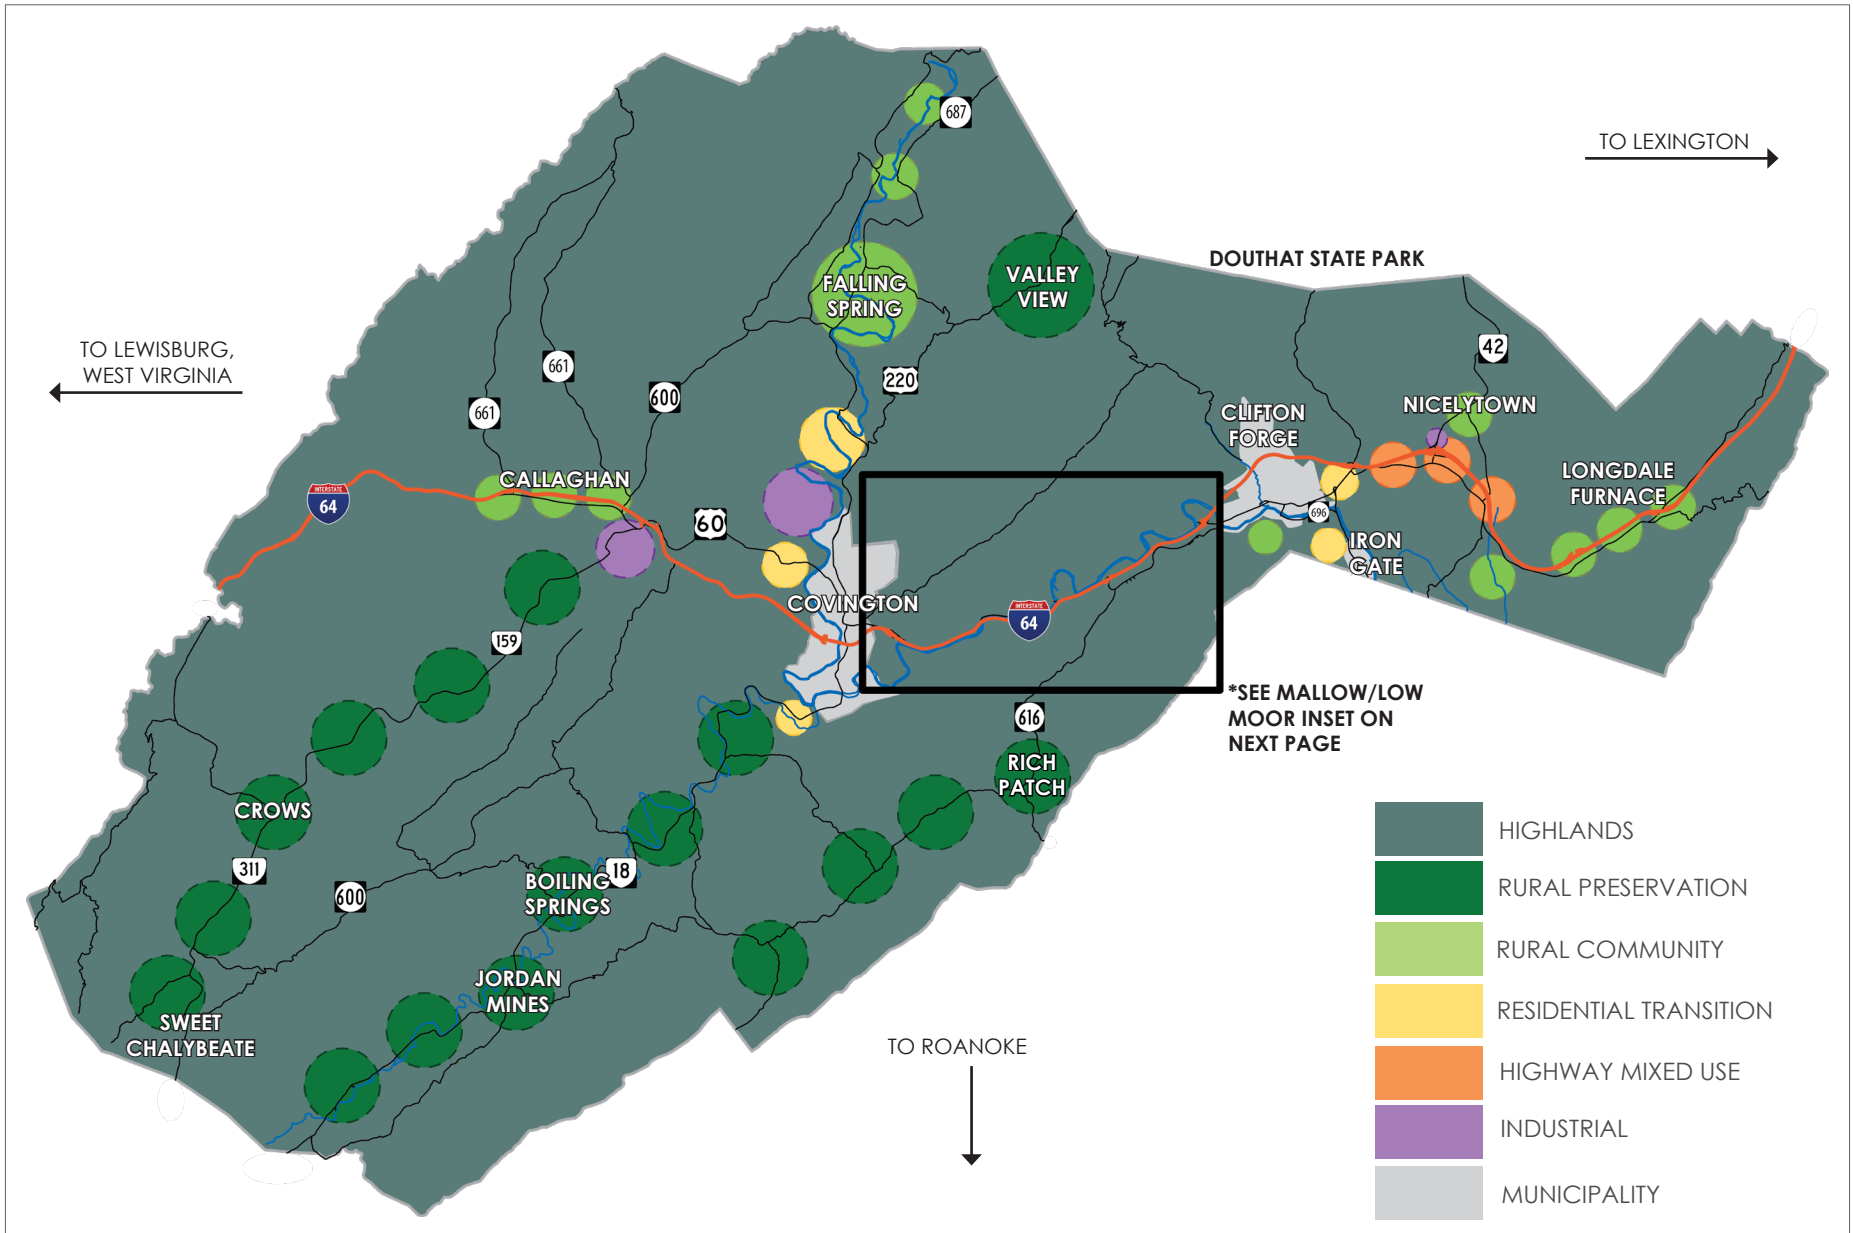 687
TO LEXINGTON
DOUTHAT STATE PARK
VALLEY
VIEW
FALLING
SPRING
TO LEWISBURG,
WEST VIRGINIA
661
661
600
220
42
NICELYTOWN
CLIFTON
FORGE
CALLAGHAN
INTERSTATE
64
60
LONGDALE
FURNACE
696
IRON
GATE
COVINGTON
INTERSTATE
64
159
*SEE MALLOW/LOW
MOOR INSET ON
NEXT PAGE
616
RICH
PATCH
CROWS
311
600
BOILING
SPRINGS
18
JORDAN
MINES
SWEET
CHALYBEATE
TO ROANOKE
HIGHLANDS
RURAL PRESERVATION
RURAL COMMUNITY
RESIDENTIAL TRANSITION
HIGHWAY MIXED USE
INDUSTRIAL
MUNICIPALITY